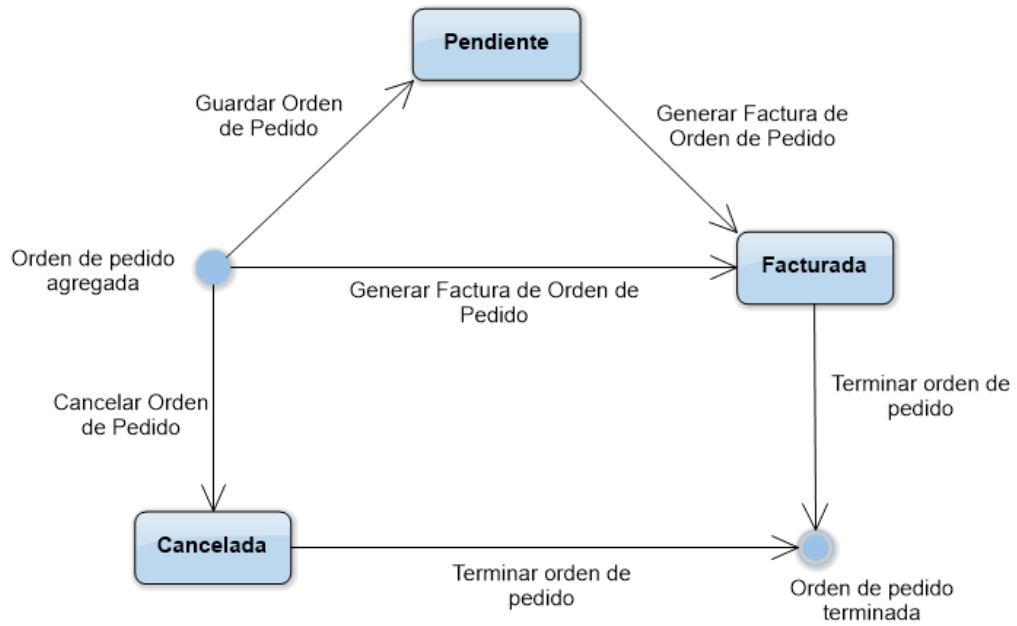 Pendiente
Guardar Orden
de Pedido
Generar Factura de
Orden de Pedido
Orden de pedido
agregada
Facturada
Generar Factura de Orden de
Pedido
Cancelar Orden
de Pedido
Terminar orden de
pedido
Cancelada
Terminar orden de
pedido
Orden de pedido
terminada